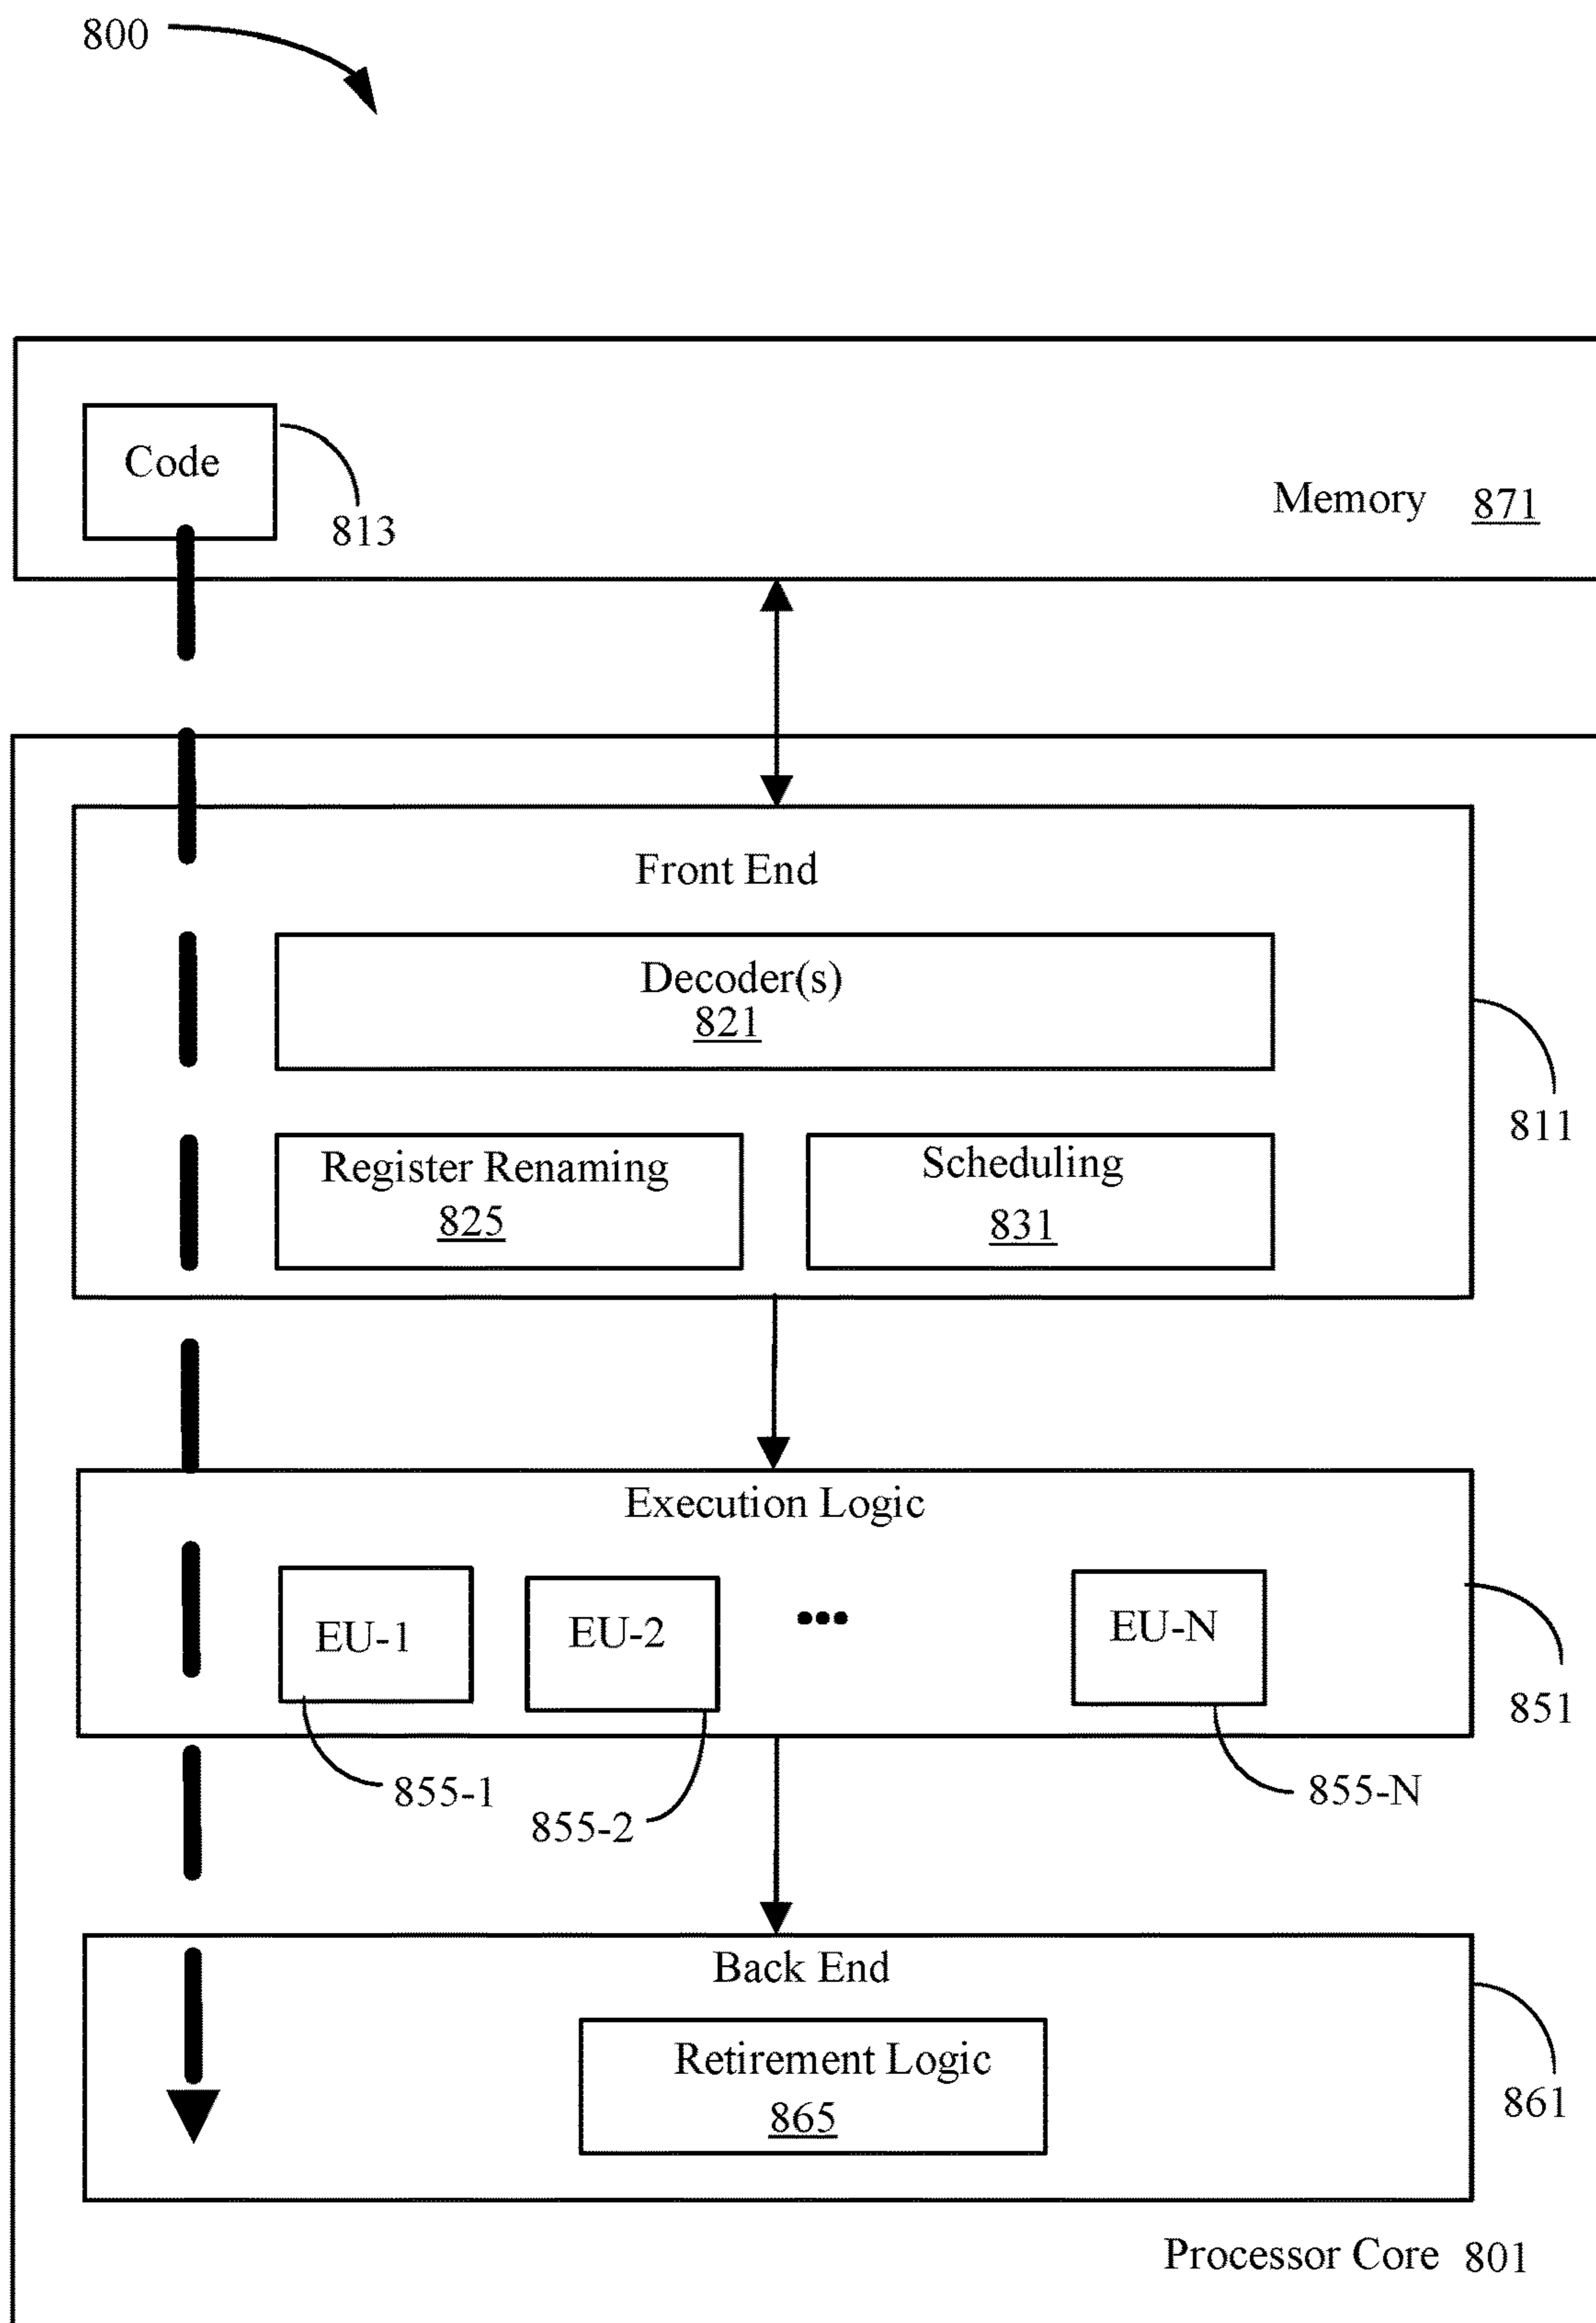 800
Code
813
Memory 871
Front End
Decoder(s)
821
811
Register Renaming
825
Scheduling
831
Execution Logic
EU-1
EU-2
•••
EU-N
851
855-1
855-2
855-N
Back End
Retirement Logic
865
861
Processor Core 801